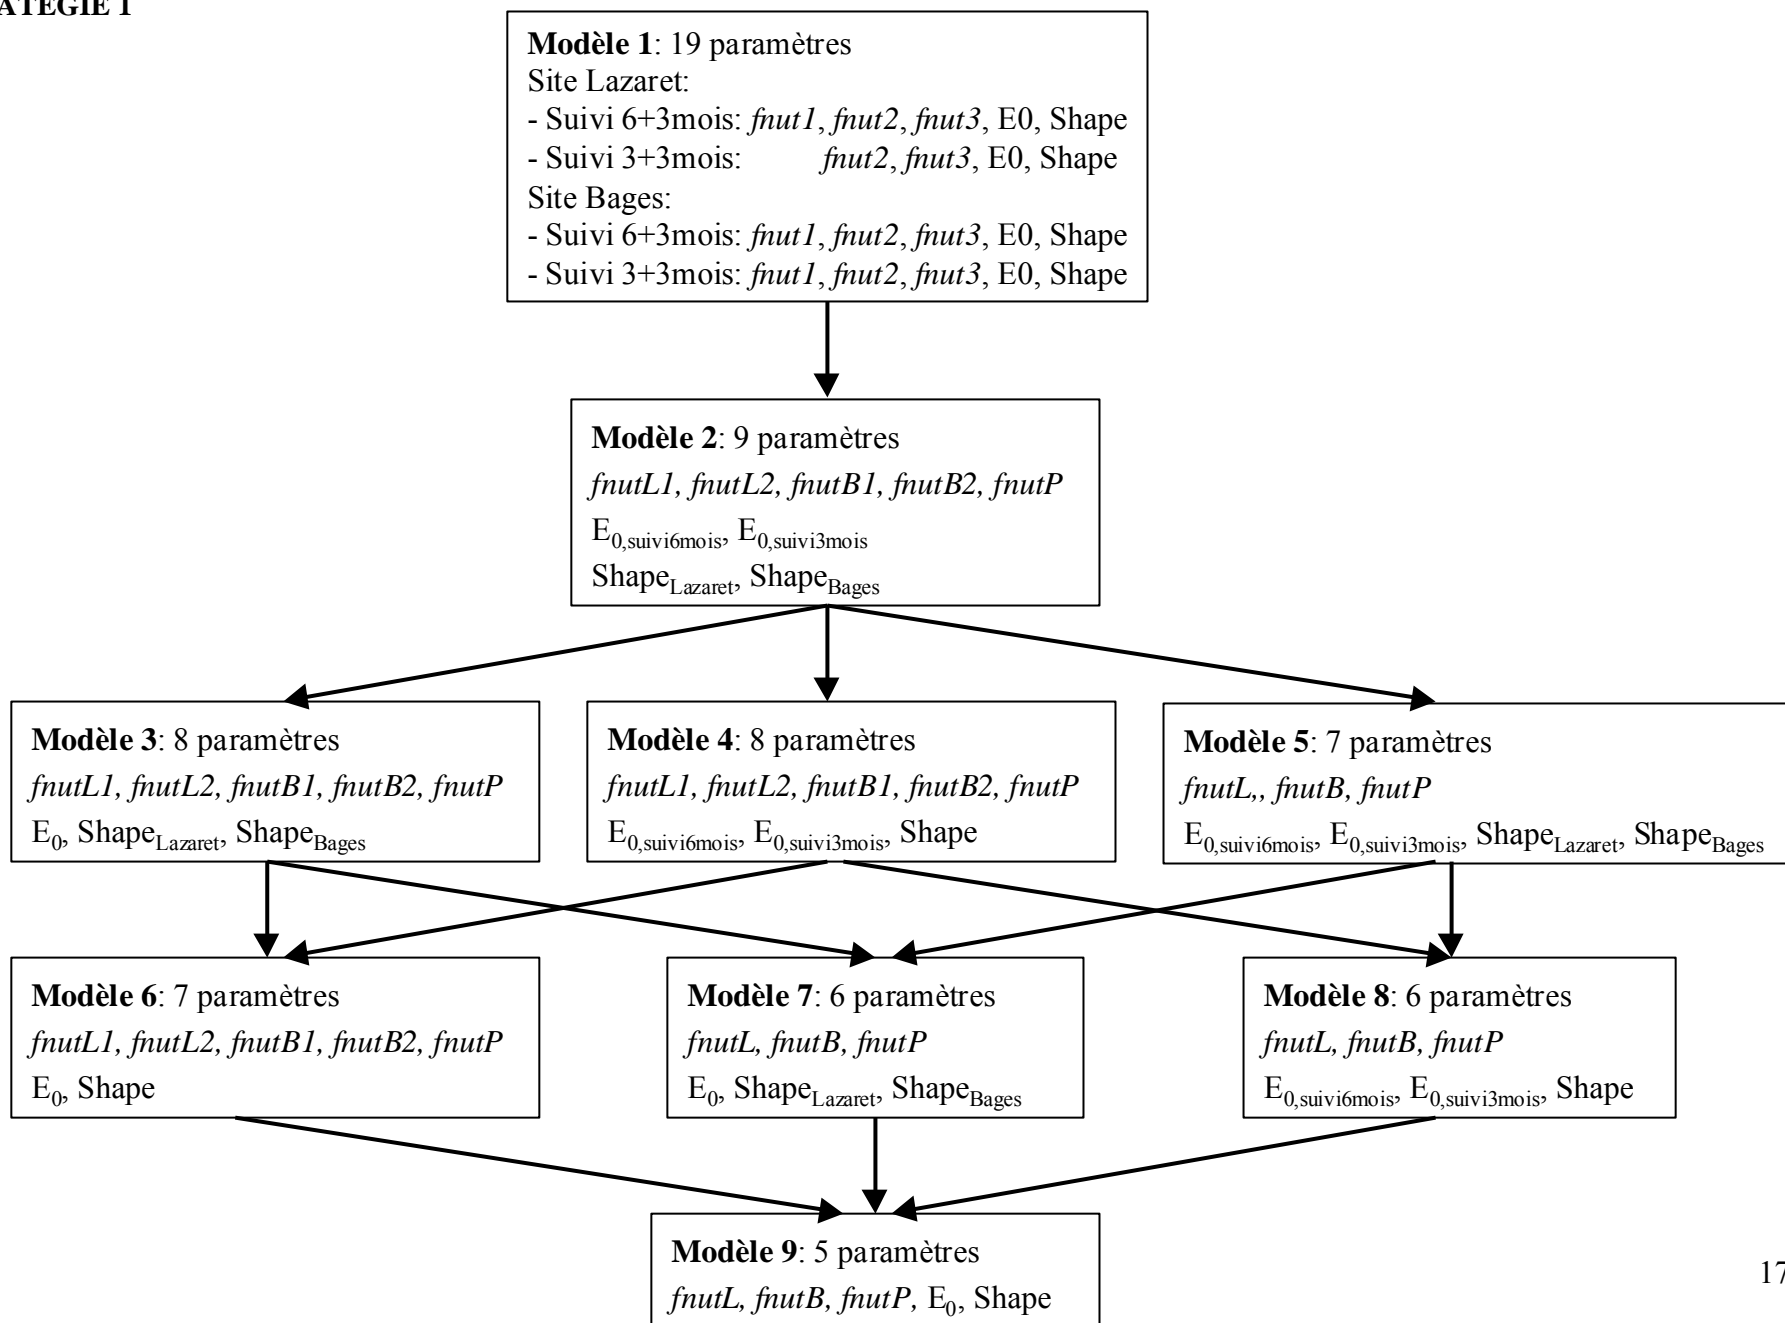 ATÉGIE 1
Modèle 1: 19 paramètres
Site Lazaret:
- Suivi 6+3mois: fnut1, fnut2, fnut3, E0, Shape
- Suivi 3+3mois: fnut2, fnut3, E0, Shape
Site Bages:
- Suivi 6+3mois: fnut1, fnut2, fnut3, E0, Shape
- Suivi 3+3mois: fnut1, fnut2, fnut3, E0, Shape
Modèle 2: 9 paramètres
fnutL1, fnutL2, fnutB1, fnutB2, fnutP
E0,suivi6mois, E0,suivi3mois
ShapeLazaret, ShapeBages
Modèle 3: 8 paramètres
fnutL1, fnutL2, fnutB1, fnutB2, fnutP
E0, ShapeLazaret, ShapeBages
Modèle 4: 8 paramètres
fnutL1, fnutL2, fnutB1, fnutB2, fnutP
E0,suivi6mois, E0,suivi3mois, Shape
Modèle 5: 7 paramètres
fnutL,, fnutB, fnutP
E0,suivi6mois, E0,suivi3mois, ShapeLazaret, ShapeBages
Modèle 6: 7 paramètres
fnutL1, fnutL2, fnutB1, fnutB2, fnutP
E0, Shape
Modèle 7: 6 paramètres
fnutL, fnutB, fnutP
E0, ShapeLazaret, ShapeBages
Modèle 8: 6 paramètres
fnutL, fnutB, fnutP
E0,suivi6mois, E0,suivi3mois, Shape
Modèle 9: 5 paramètres
fnutL, fnutB, fnutP, E0, Shape
17